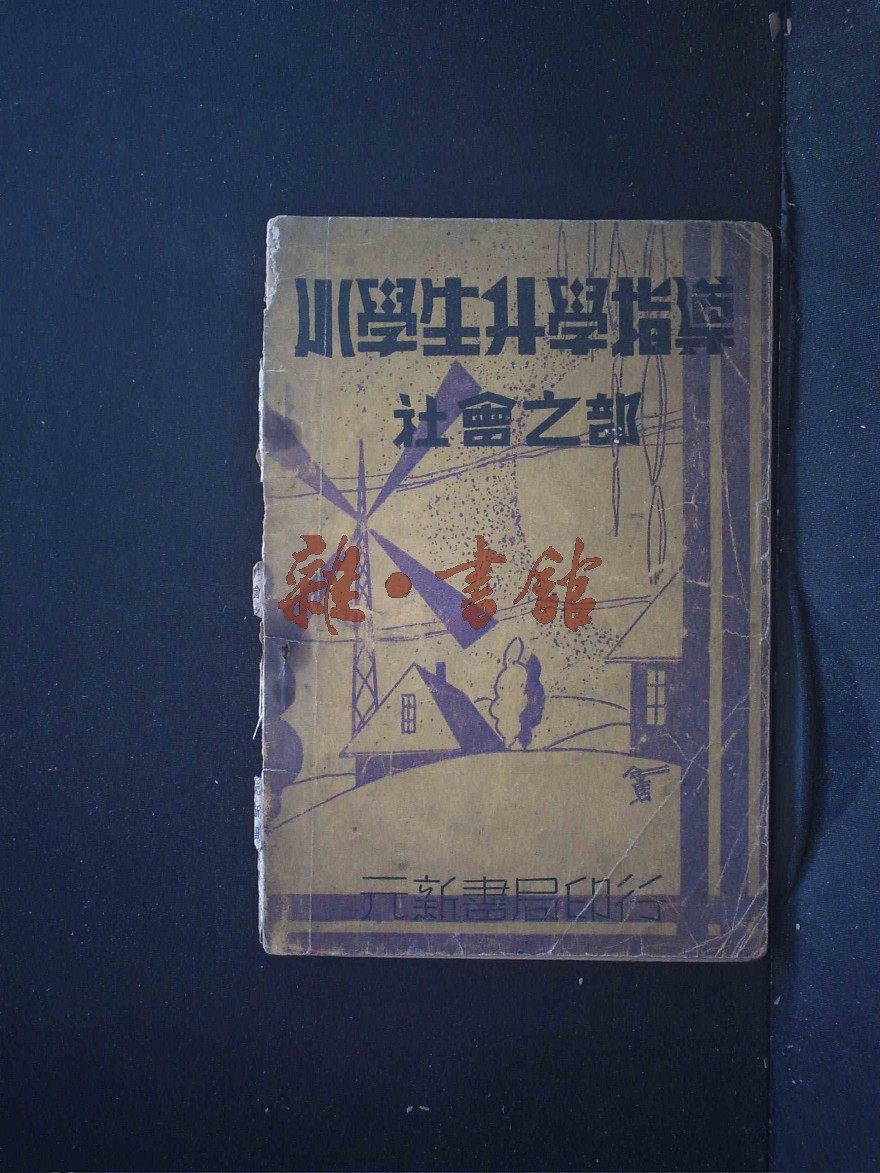 小學生升學指導
社會之部
雜·書館
元新書局印行